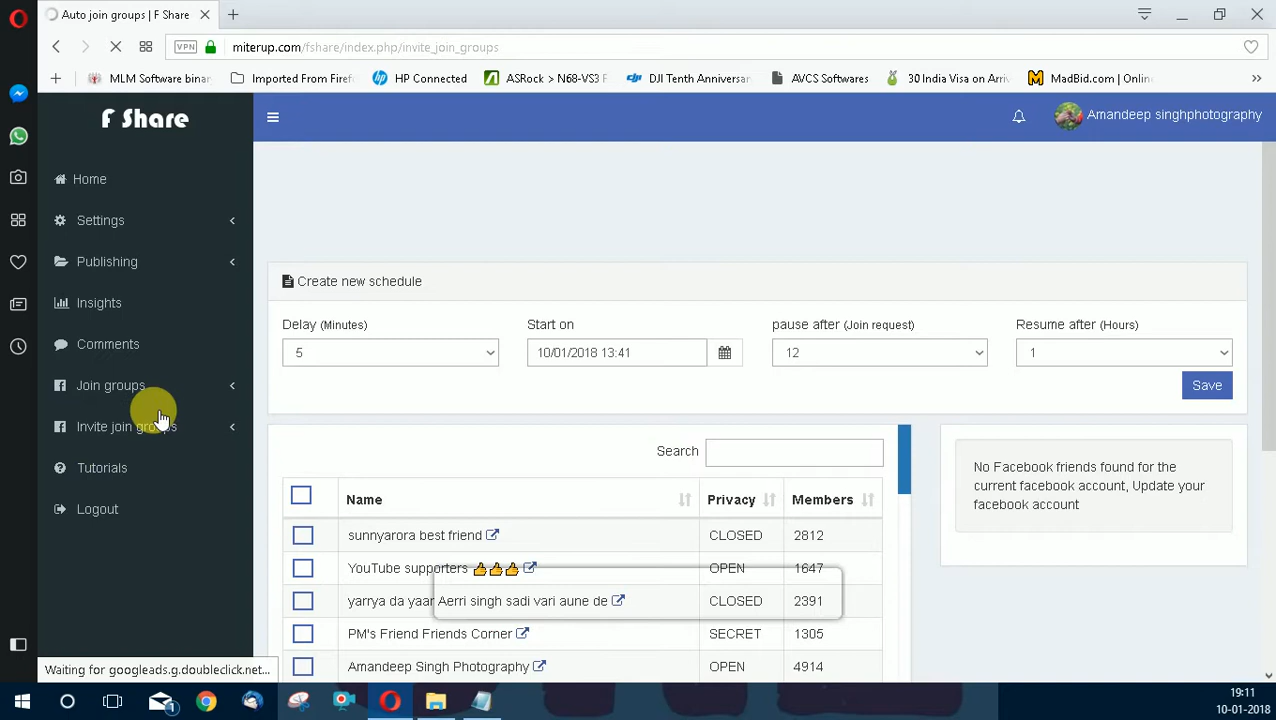 Auto join groups | F Share
VPN
miterup.com/fshare/index.php/invite_join_groups
MLM Software binar
Imported From Firef
HP Connected
ASRock > N68-VS3 F
DJI Tenth Anniversar
AVCS Softwares
30 India Visa on Arriv
MadBid.com | Online
F Share
Amandeep singhphotography
Home
Settings
Publishing
Insights
Comments
Join groups
Invite join groups
Tutorials
Logout
Create new schedule
Delay (Minutes)
Start on
pause after (Join request)
Resume after (Hours)
5
10/01/2018 13:41
12
1
Save
Search
Name
Privacy
Members
sunnyarora best friend CLOSED 2812
YouTube supporters 👍👍👍 OPEN 1647
yarrya da yaar Aerri singh sadi vari aune de CLOSED 2391
PM's Friend Friends Corner SECRET 1305
Amandeep Singh Photography OPEN 4914
No Facebook friends found for the
current facebook account, Update your
facebook account
Waiting for googleads.g.doubleclick.net...
1
19:11
10-01-2018